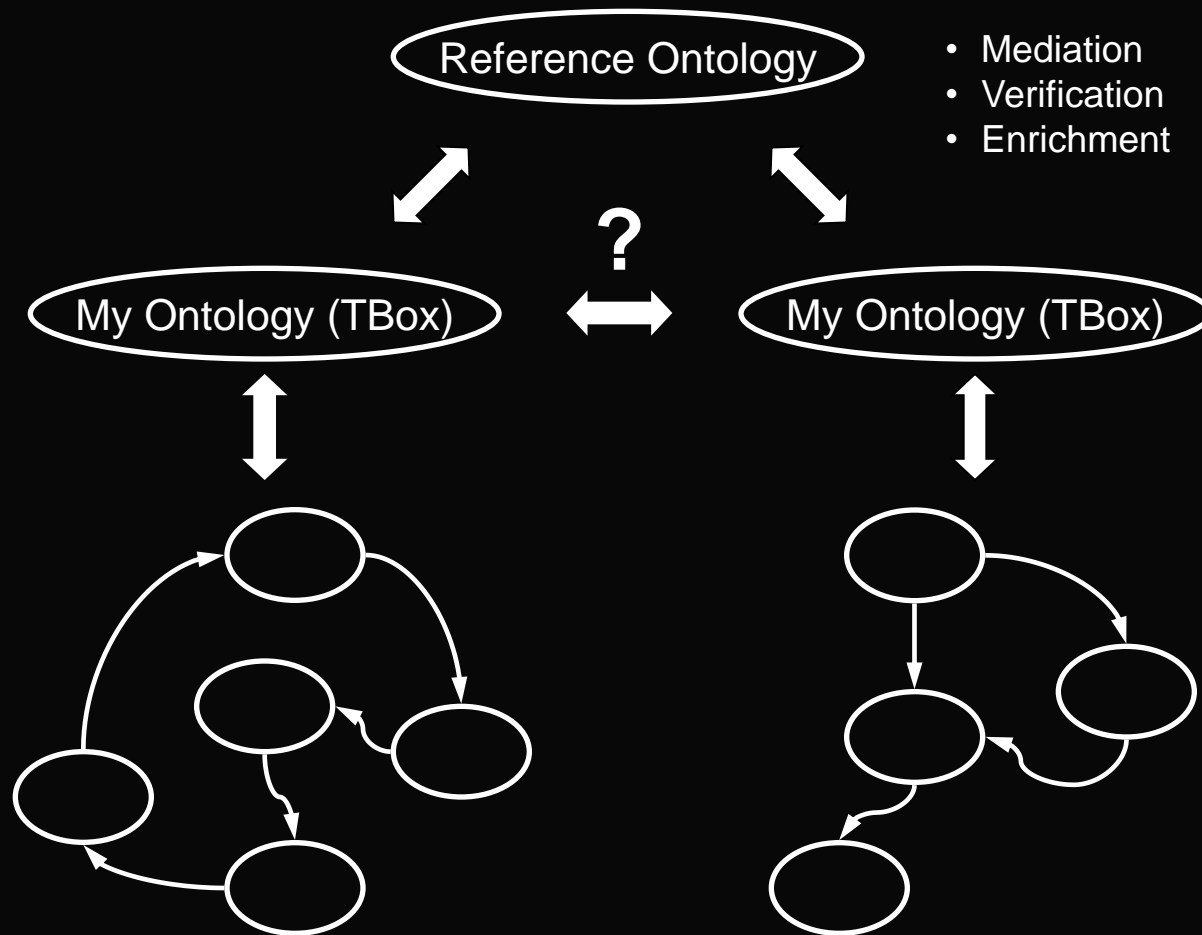 Reference Ontology
• Mediation
• Verification
• Enrichment
?
My Ontology (TBox)
My Ontology (TBox)